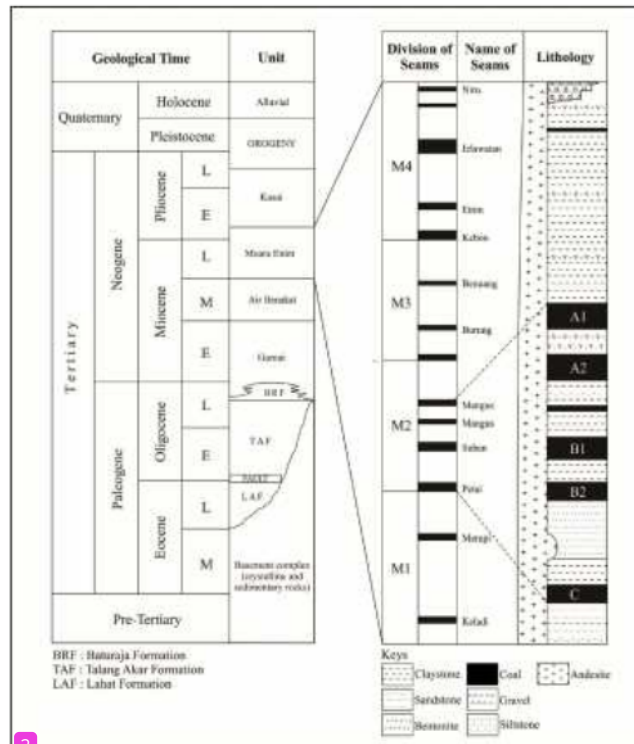 Geological Time
Unit
Quaternary
Holocene
Alluvial
Pleistocene
OROGENY
Tertiary
Neogene
Pliocene
L
Kasai
E
Miocene
L
Muara Enim
M
Air Benakat
E
Gumai
Paleogene
Oligocene
L
BRF
E
TAF
Eocene
L
LAF
M
Basement complex
(crystalline and
sedimentary rocks)
Pre-Tertiary
BRF : Baturaja Formation
TAF : Talang Akar Formation
LAF : Lahat Formation
Division of
Seams
Name of
Seams
Lithology
M4
Niru
Enim
Kebon
M3
Benuang
Burung
M2
Mangus
Mangus
Suban
Petai
M1
Merapi
Keladi
A1
A2
B1
B2
C
Keys
Claystone
Coal
Andesite
Sandstone
Gravel
Bentonite
Siltstone